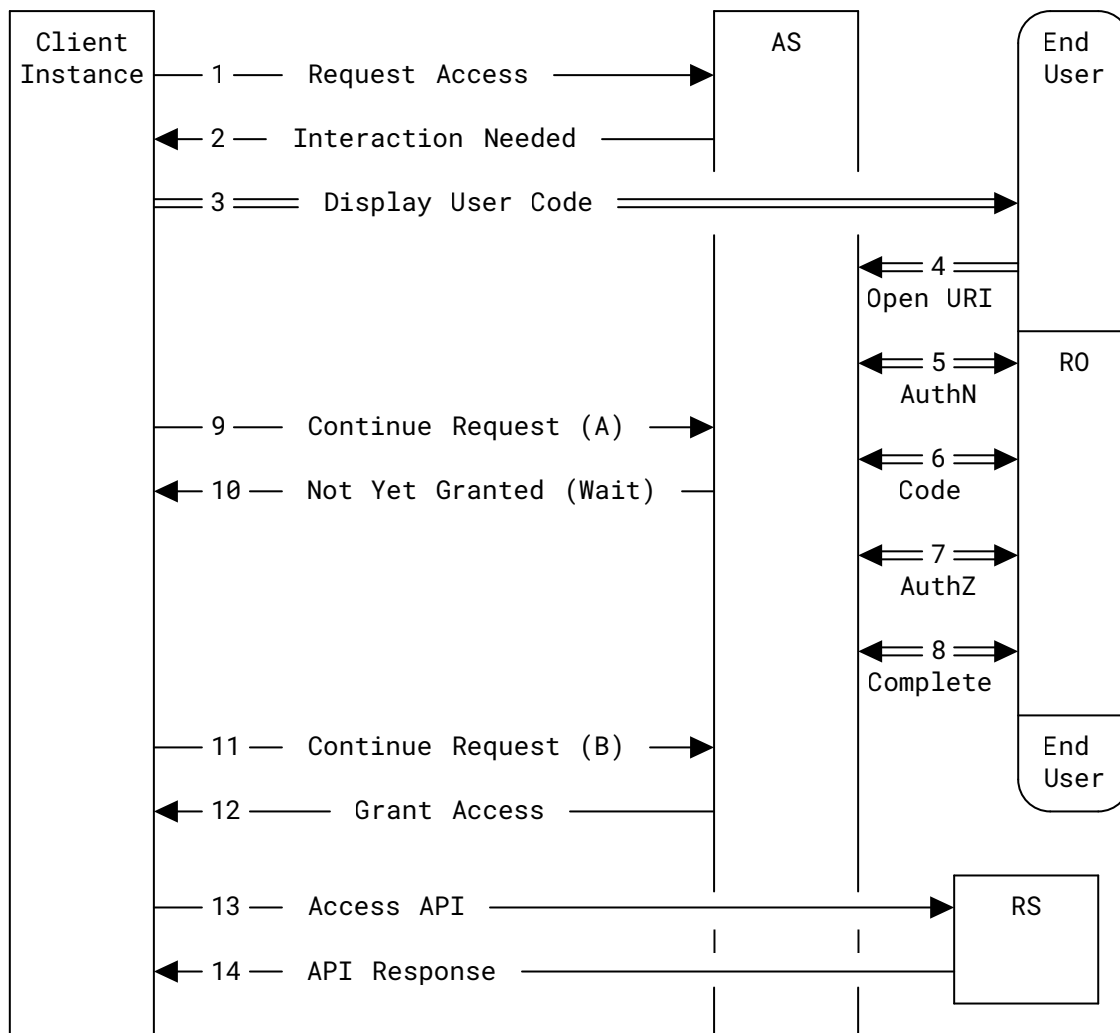 Client
Instance
AS
End
User
1 Request Access
2 Interaction Needed
3 Display User Code
4
Open URI
5
AuthN
RO
9 Continue Request (A)
6
Code
10 Not Yet Granted (Wait)
7
AuthZ
8
Complete
11 Continue Request (B)
End
User
12 Grant Access
13 Access API
RS
14 API Response